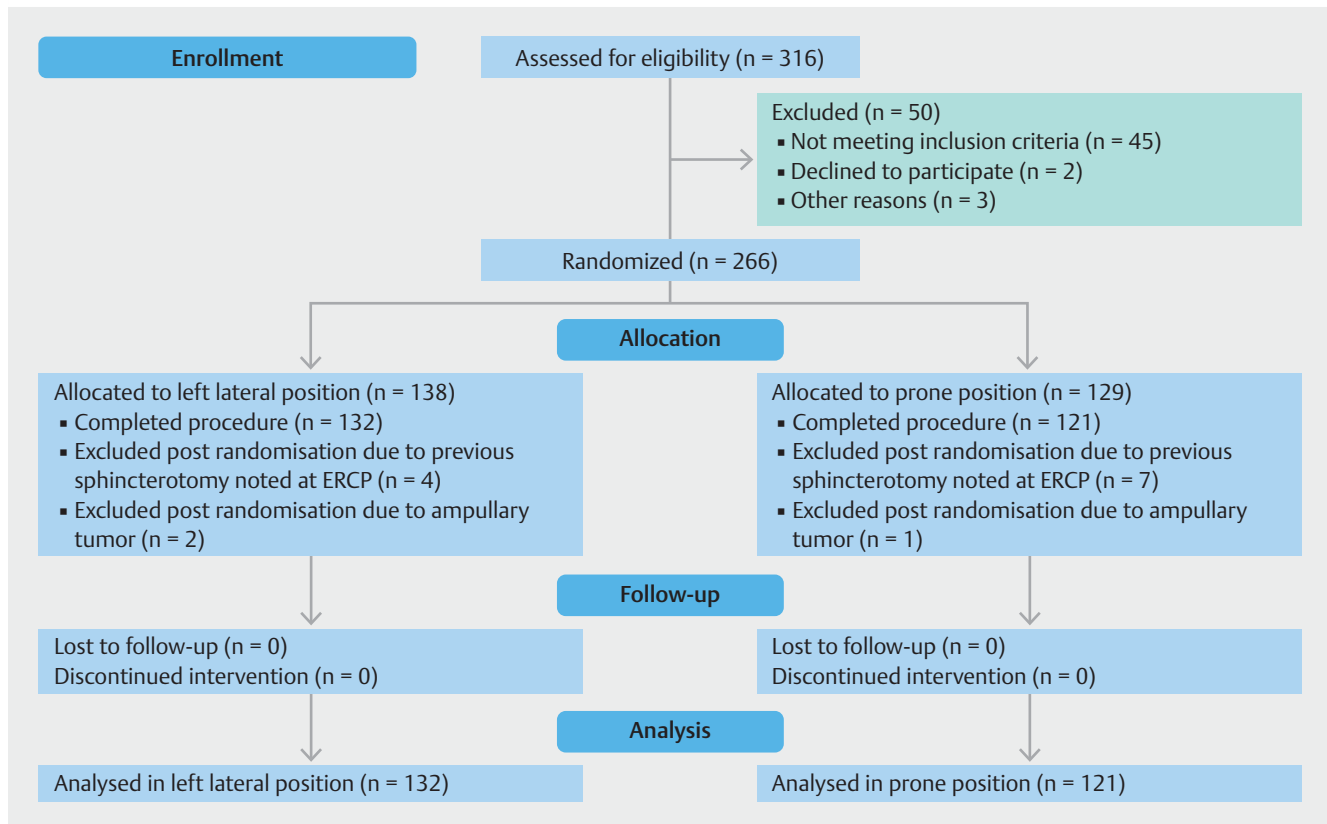 Enrollment
Assessed for eligibility (n = 316)
Excluded (n = 50)
▪ Not meeting inclusion criteria (n = 45)
▪ Declined to participate (n = 2)
▪ Other reasons (n = 3)
Randomized (n = 266)
Allocation
Allocated to left lateral position (n = 138)
▪ Completed procedure (n = 132)
▪ Excluded post randomisation due to previous
sphincterotomy noted at ERCP (n = 4)
▪ Excluded post randomisation due to ampullary
tumor (n = 2)
Allocated to prone position (n = 129)
▪ Completed procedure (n = 121)
▪ Excluded post randomisation due to previous
sphincterotomy noted at ERCP (n = 7)
▪ Excluded post randomisation due to ampullary
tumor (n = 1)
Follow-up
Lost to follow-up (n = 0)
Discontinued intervention (n = 0)
Lost to follow-up (n = 0)
Discontinued intervention (n = 0)
Analysis
Analysed in left lateral position (n = 132)
Analysed in prone position (n = 121)